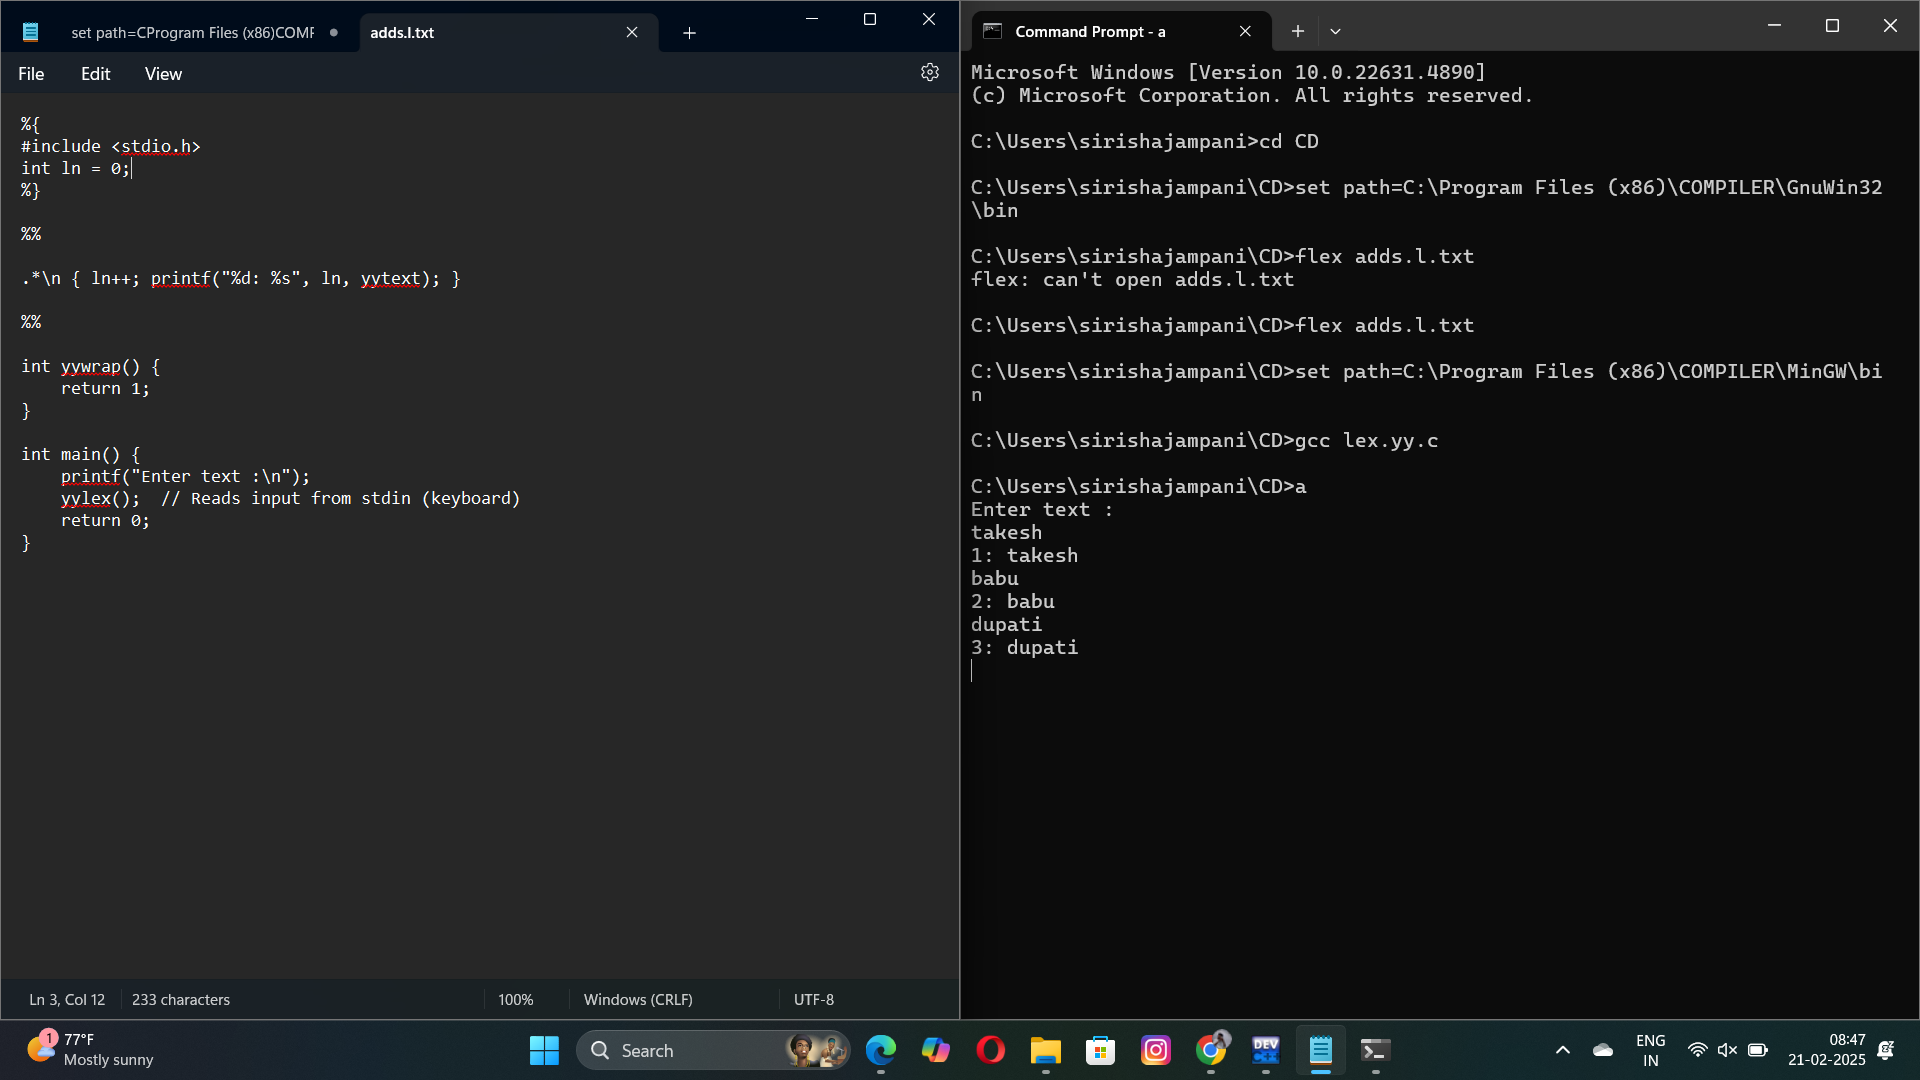 set path=CProgram Files (x86)COMF
adds.l.txt
File Edit View
%{
#include <stdio.h>
int ln = 0;
%}
%%
.*\n { ln++; printf("%d: %s", ln, yytext); }
%%
int yywrap() {
    return 1;
}
int main() {
    printf("Enter text :\n");
    yylex();  // Reads input from stdin (keyboard)
    return 0;
}
Ln 3, Col 12 233 characters 100% Windows (CRLF) UTF-8
Command Prompt - a
Microsoft Windows [Version 10.0.22631.4890]
(c) Microsoft Corporation. All rights reserved.
C:\Users\sirishajampani>cd CD
C:\Users\sirishajampani\CD>set path=C:\Program Files (x86)\COMPILER\GnuWin32
\bin
C:\Users\sirishajampani\CD>flex adds.l.txt
flex: can't open adds.l.txt
C:\Users\sirishajampani\CD>flex adds.l.txt
C:\Users\sirishajampani\CD>set path=C:\Program Files (x86)\COMPILER\MinGW\bi
n
C:\Users\sirishajampani\CD>gcc lex.yy.c
C:\Users\sirishajampani\CD>a
Enter text :
takesh
1: takesh
babu
2: babu
dupati
3: dupati
1
77°F
Mostly sunny
Search
DEV
C++
ENG
IN
08:47
21-02-2025